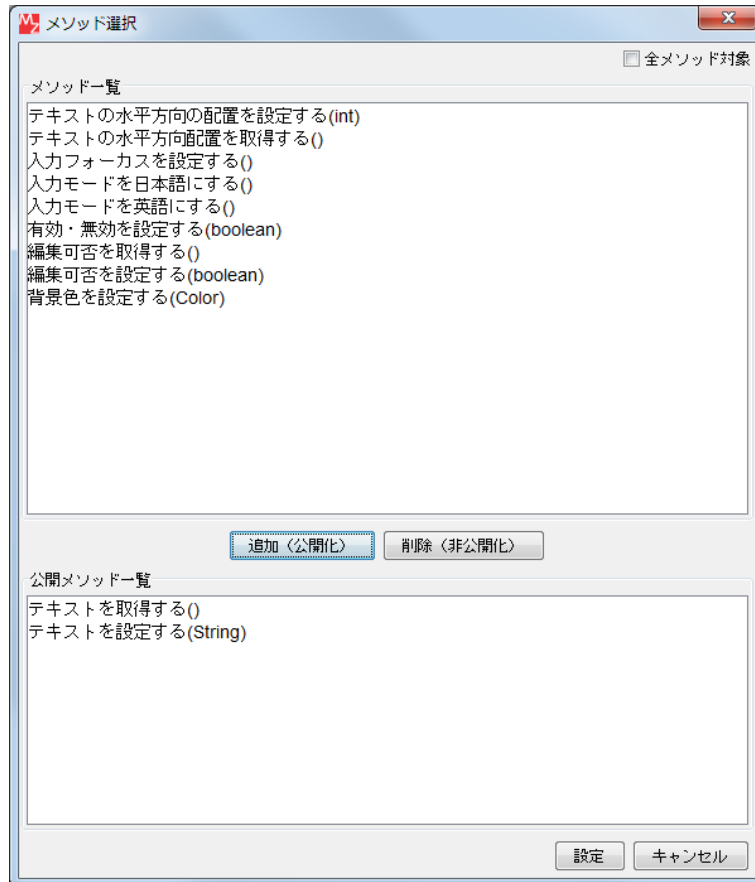 メソッド選択
全メソッド対象
メソッド一覧
テキストの水平方向の配置を設定する(int)
テキストの水平方向配置を取得する()
入力フォーカスを設定する()
入力モードを日本語にする()
入力モードを英語にする()
有効・無効を設定する(boolean)
編集可否を取得する()
編集可否を設定する(boolean)
背景色を設定する(Color)
追加（公開化） 削除（非公開化）
公開メソッド一覧
テキストを取得する()
テキストを設定する(String)
設定 キャンセル